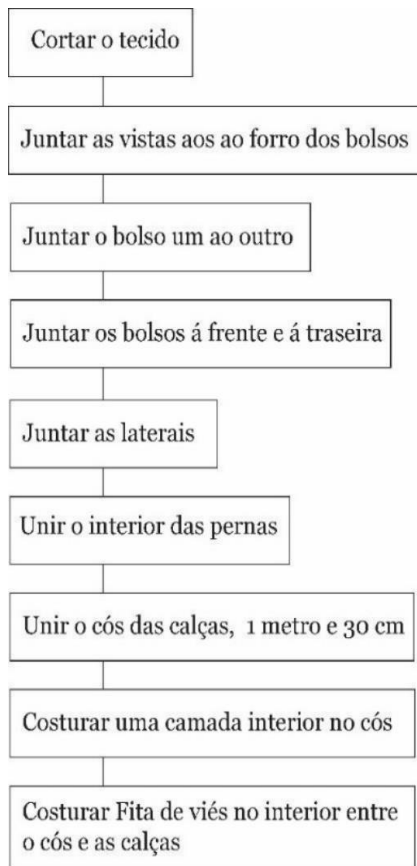 Cortar o tecido
Juntar as vistas aos ao forro dos bolsos
Juntar o bolso um ao outro
Juntar os bolsos á frente e á traseira
Juntar as laterais
Unir o interior das pernas
Unir o cós das calças, 1 metro e 30 cm
Costurar uma camada interior no cós
Costurar Fita de viés no interior entre
o cós e as calças